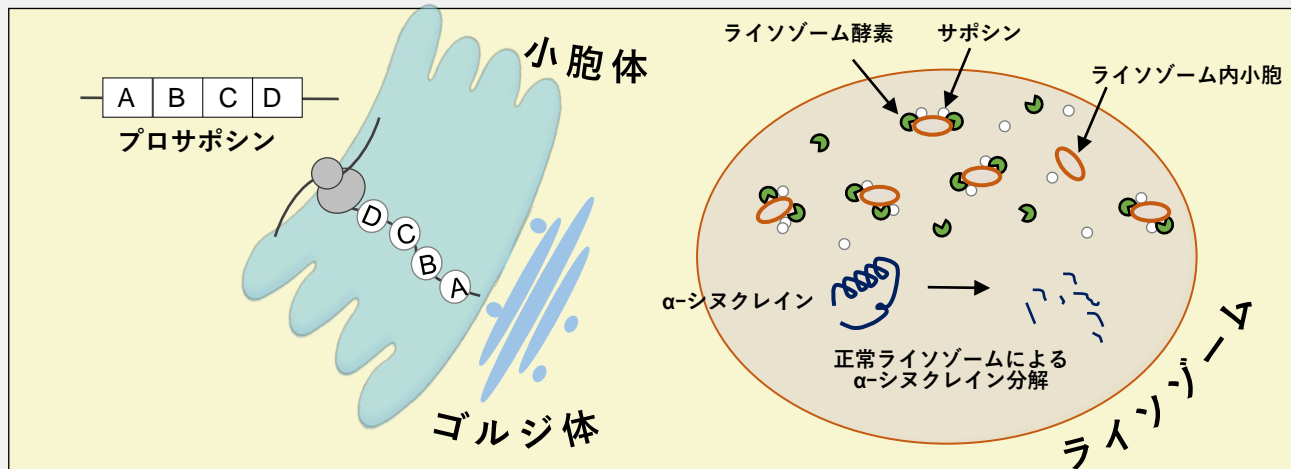 A B C D
プロサポシン
小胞体
D
C
B
A
ゴルジ体
ライソゾーム酵素
サポシン
ライソゾーム内小胞
α-シヌクレイン
正常ライソゾームによる
α-シヌクレイン分解
ライソゾーム